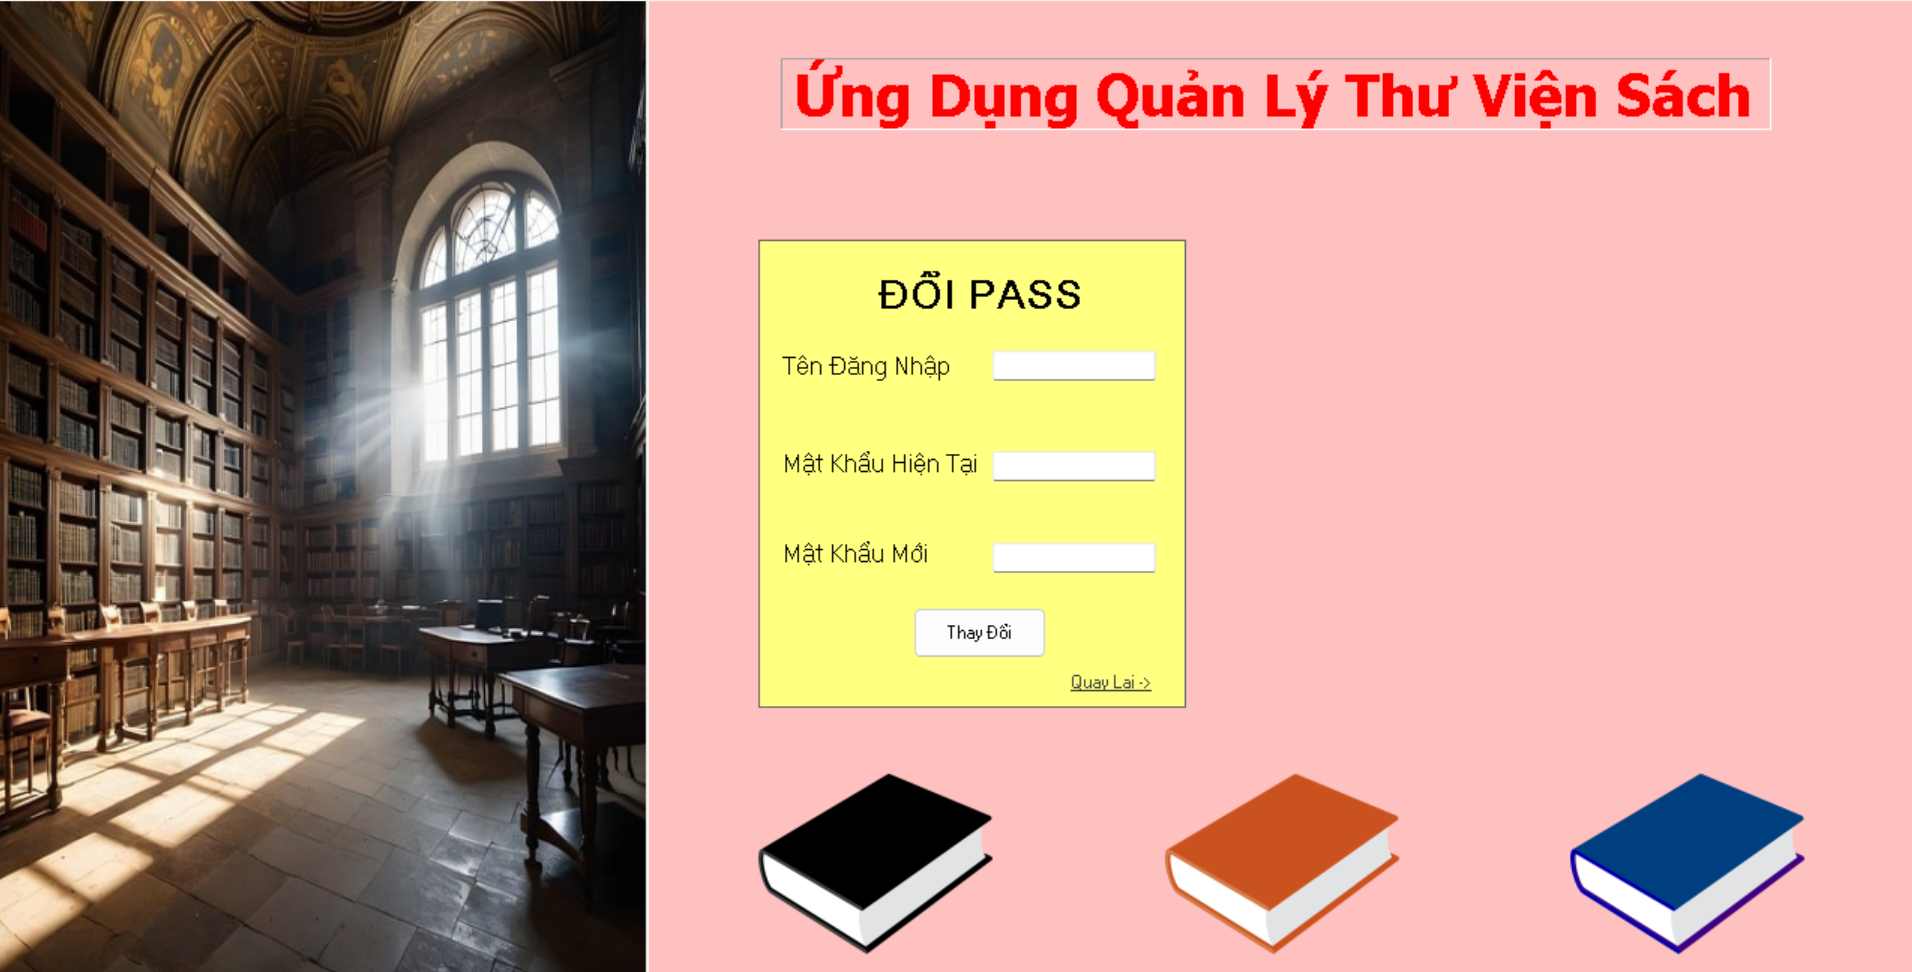 Ứng Dụng Quản Lý Thư Viện Sách
ĐỔI PASS
Tên Đăng Nhập
Mật Khẩu Hiện Tại
Mật Khẩu Mới
Thay Đổi
Quay Lai ->